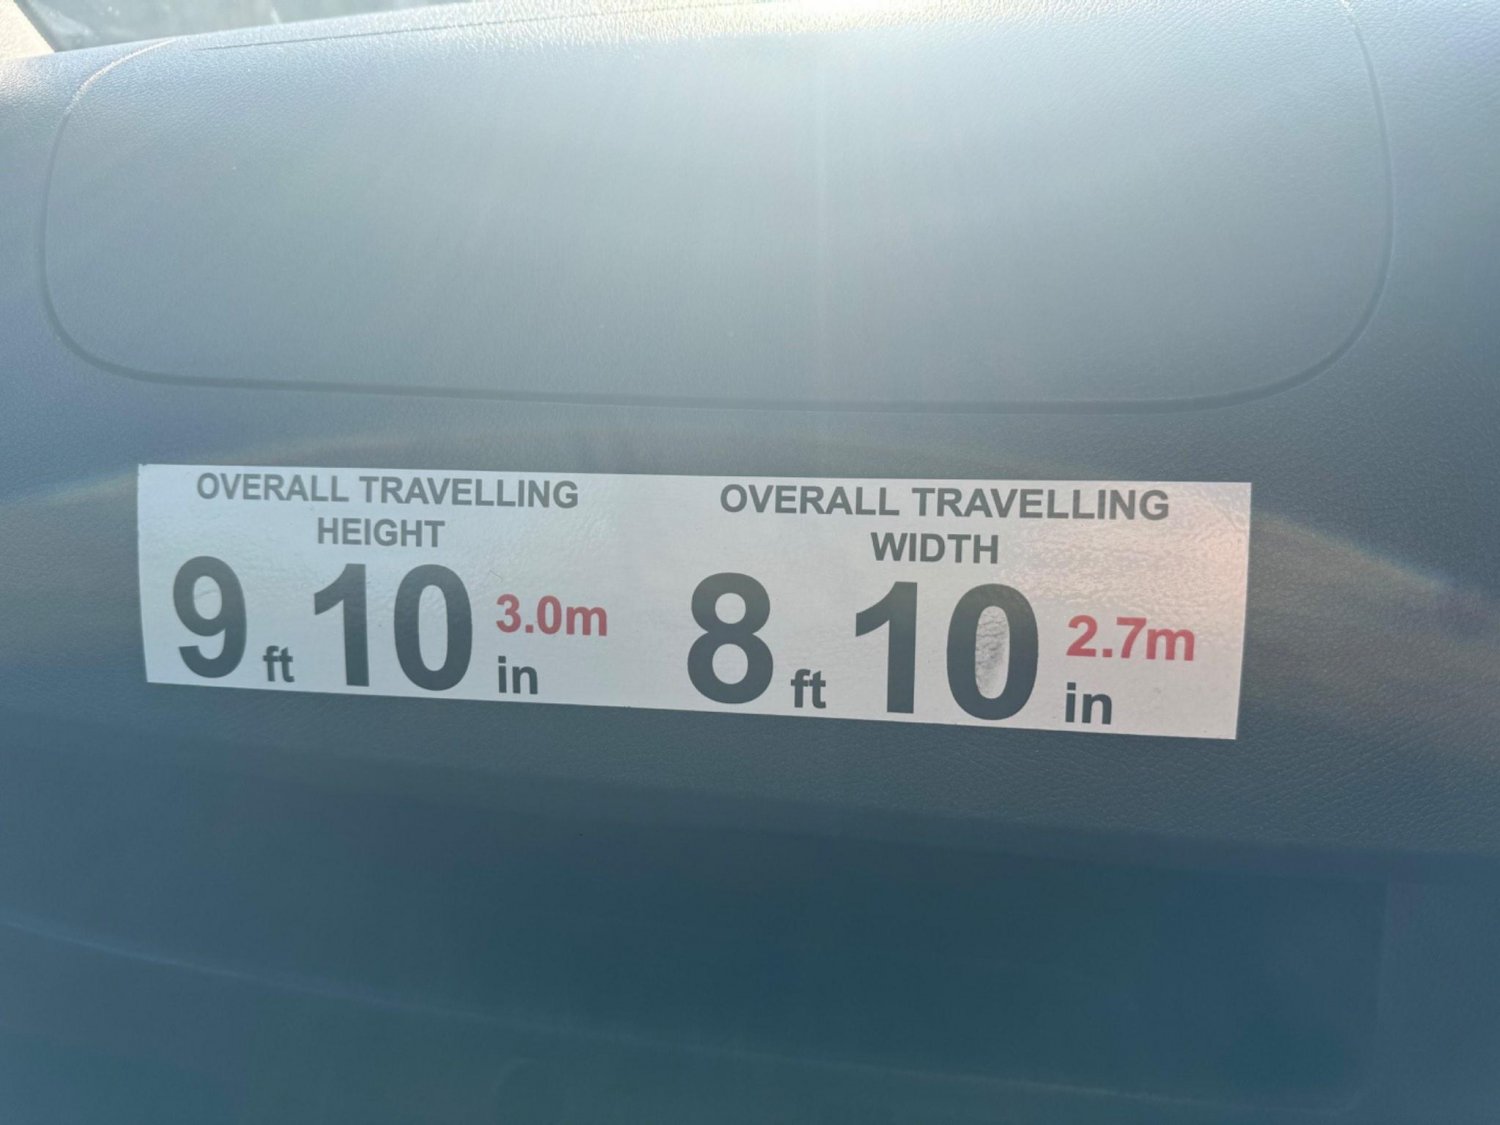 OVERALL TRAVELLING
HEIGHT
9 ft 10 in 3.0m
OVERALL TRAVELLING
WIDTH
8 ft 10 in 2.7m